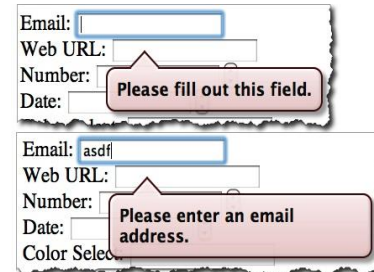 Email:
Web URL:
Number:
Please fill out this field.
Date:
Email: asdf
Web URL:
Number:
Please enter an email
address.
Date:
Color Select: